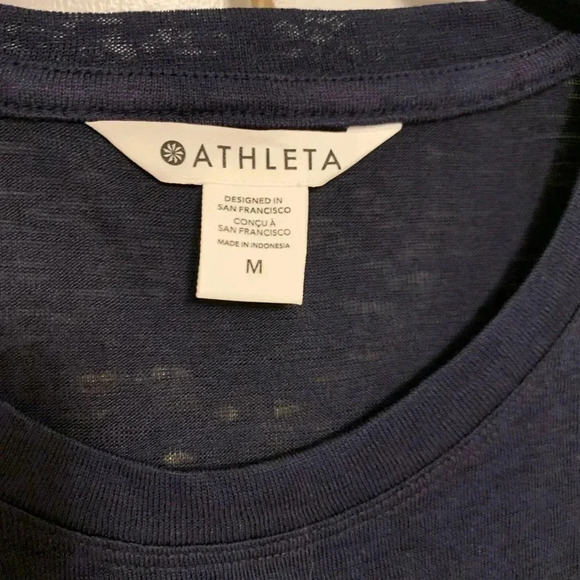 ATHLETA
DESIGNED IN
SAN FRANCISCO
CONÇU À
SAN FRANCISCO
MADE IN INDONESIA
M